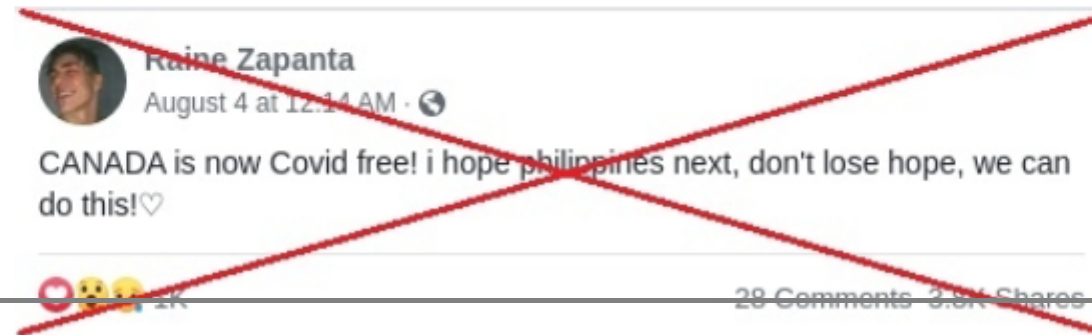 Raine Zapanta
August 4 at 12:14 AM ·
CANADA is now Covid free! i hope philippines next, don't lose hope, we can
do this!♡
1K 28 Comments 3.8K Shares